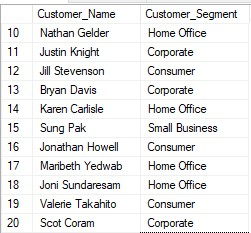 Customer_Name Customer_Segment
10 Nathan Gelder Home Office
11 Justin Knight Corporate
12 Jill Stevenson Consumer
13 Bryan Davis Corporate
14 Karen Carlisle Home Office
15 Sung Pak Small Business
16 Jonathan Howell Consumer
17 Maribeth Yedwab Home Office
18 Joni Sundaresam Home Office
19 Valerie Takahito Consumer
20 Scot Coram Corporate